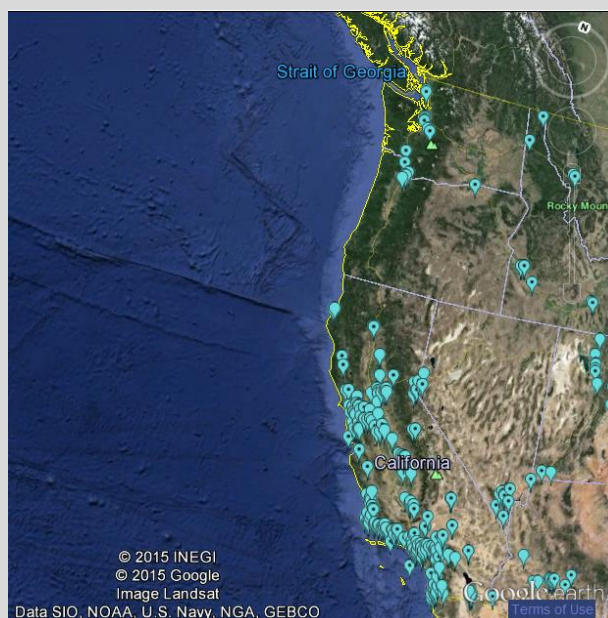 N
Strait of Georgia
Rocky Moun
California
© 2015 INEGI
© 2015 Google
Image Landsat
Data SIO, NOAA, U.S. Navy, NGA, GEBCO
Google earth
Terms of Use